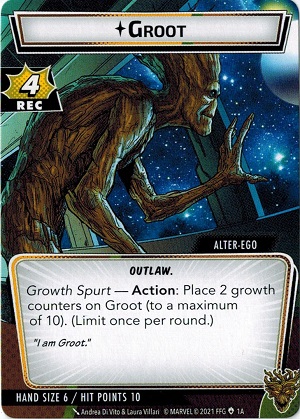 GROOT
4
REC
ALTER-EGO
OUTLAW.
Growth Spurt — Action: Place 2 growth
counters on Groot (to a maximum
of 10). (Limit once per round.)
"I am Groot."
HAND SIZE 6 / HIT POINTS 10
Andrea Di Vito & Laura Villari © MARVEL © 2021 FFG 1A